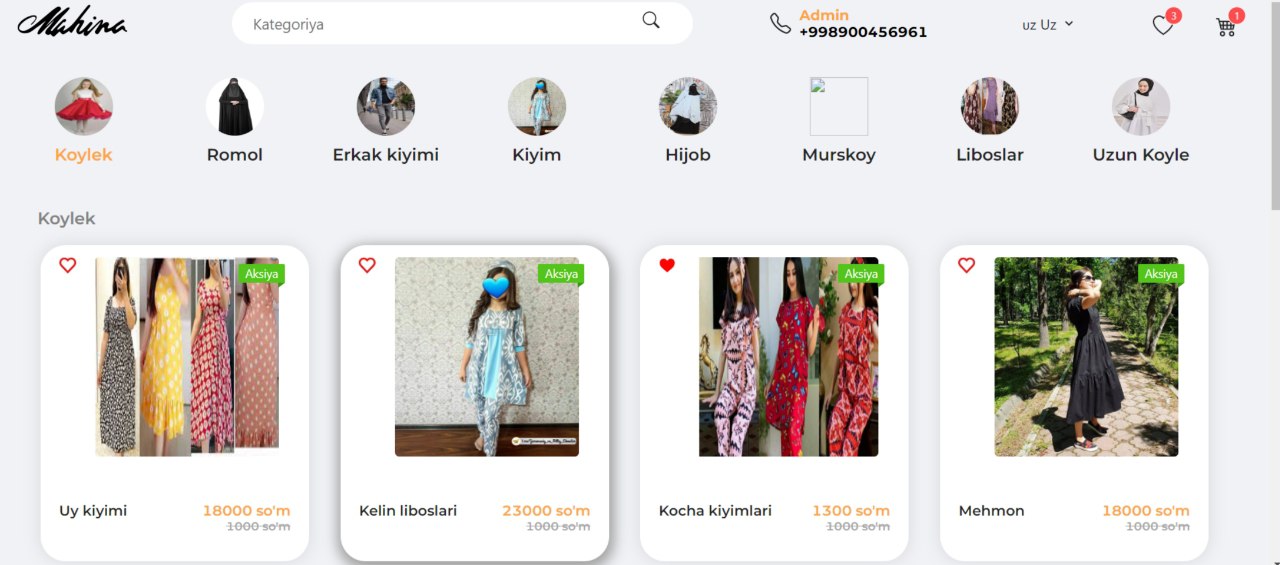 Mahina
Kategoriya
Admin
+998900456961
uz Uz
3
1
Koylek
Romol
Erkak kiyimi
Kiyim
Hijob
Murskoy
Liboslar
Uzun Koyle
Koylek
Aksiya
Aksiya
Aksiya
Aksiya
Uy kiyimi
18000 so'm
1000 so'm
Kelin liboslari
23000 so'm
1000 so'm
Kocha kiyimlari
1300 so'm
1000 so'm
Mehmon
18000 so'm
1000 so'm